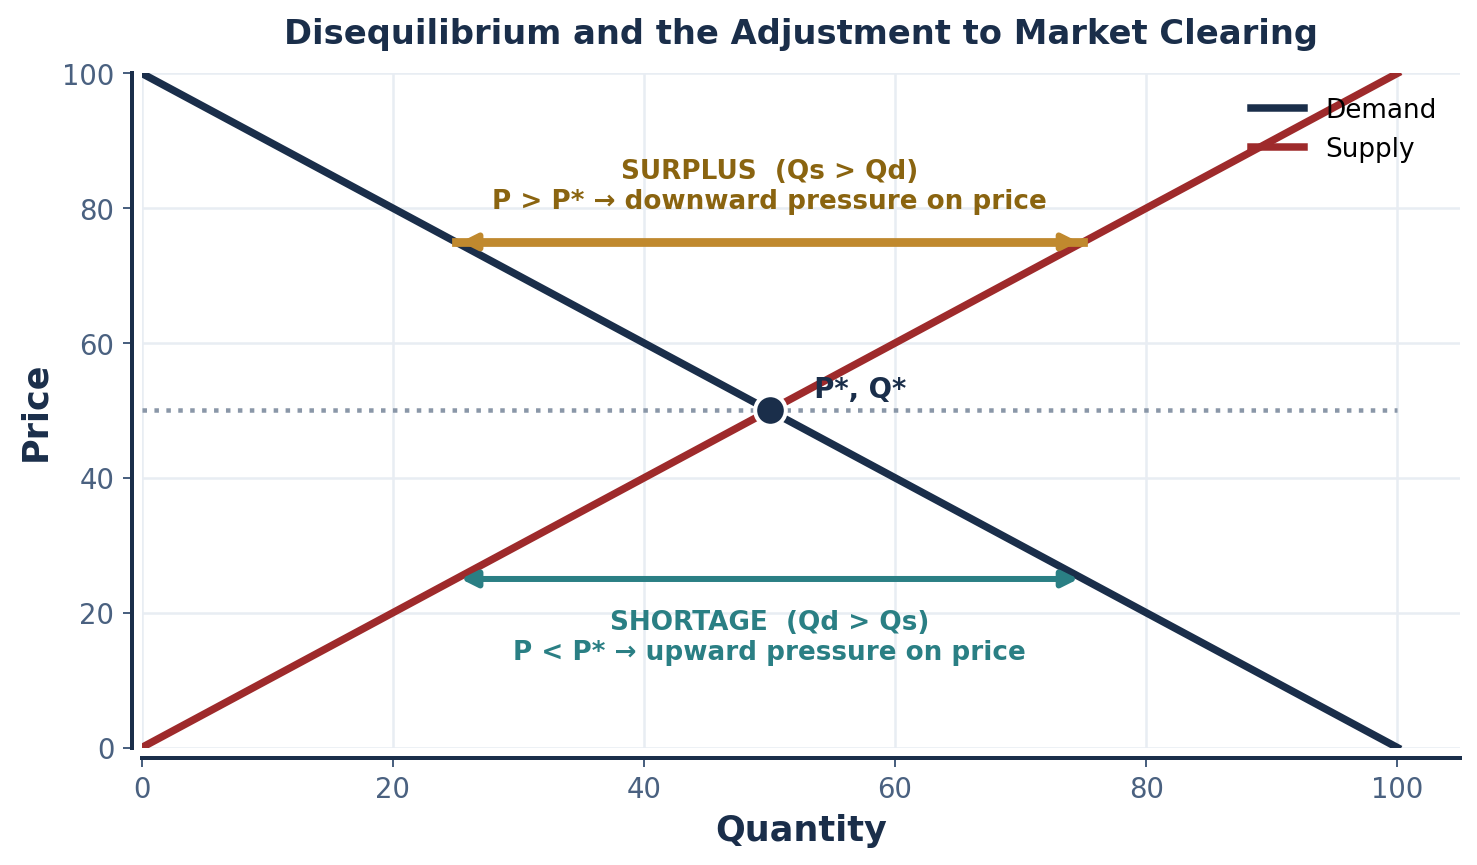 Disequilibrium and the Adjustment to Market Clearing
100
80
60
40
20
0
Price
Demand
Supply
SURPLUS  (Qs > Qd)
P > P* → downward pressure on price
P*, Q*
SHORTAGE  (Qd > Qs)
P < P* → upward pressure on price
0 20 40 60 80 100
Quantity